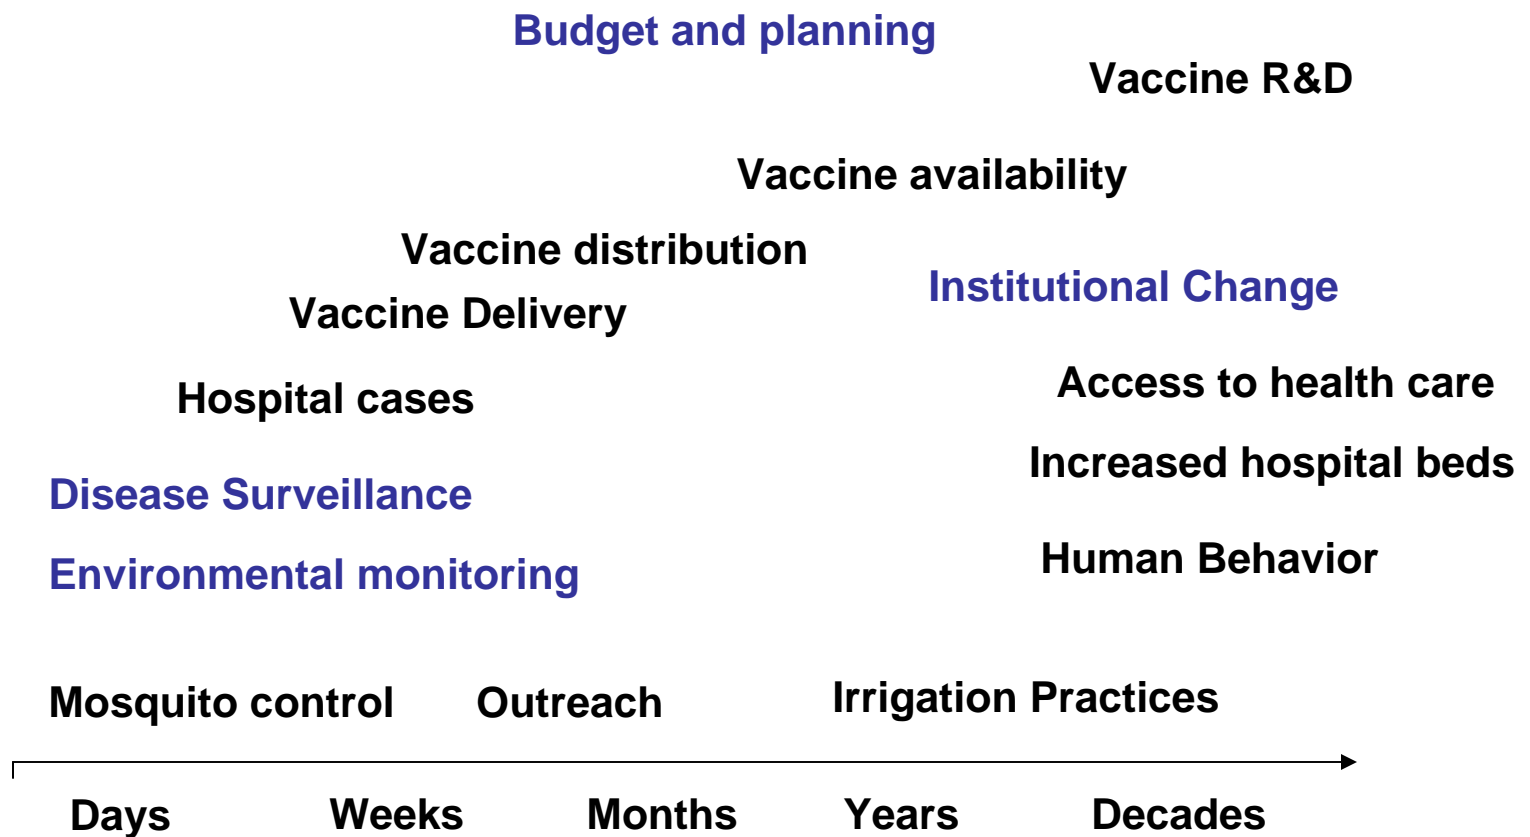 Budget and planning
Vaccine R&D
Vaccine availability
Vaccine distribution
Institutional Change
Vaccine Delivery
Access to health care
Hospital cases
Increased hospital beds
Disease Surveillance
Human Behavior
Environmental monitoring
Mosquito control Outreach Irrigation Practices
Days Weeks Months Years Decades